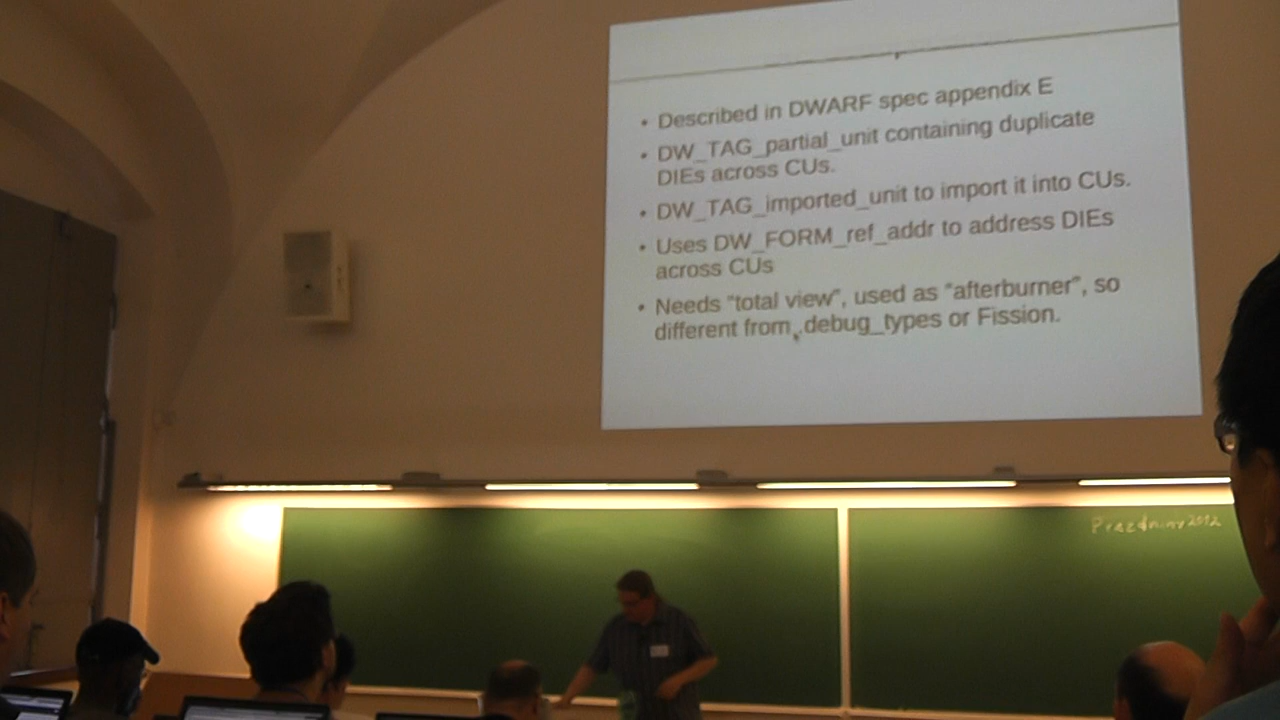 • Described in DWARF spec appendix E
• DW_TAG_partial_unit containing duplicate
DIEs across CUs.
• DW_TAG_imported_unit to import it into CUs.
• Uses DW_FORM_ref_addr to address DIEs
across CUs
• Needs “total view”, used as “afterburner”, so
different from .debug_types or Fission.
Prazdniny 2012